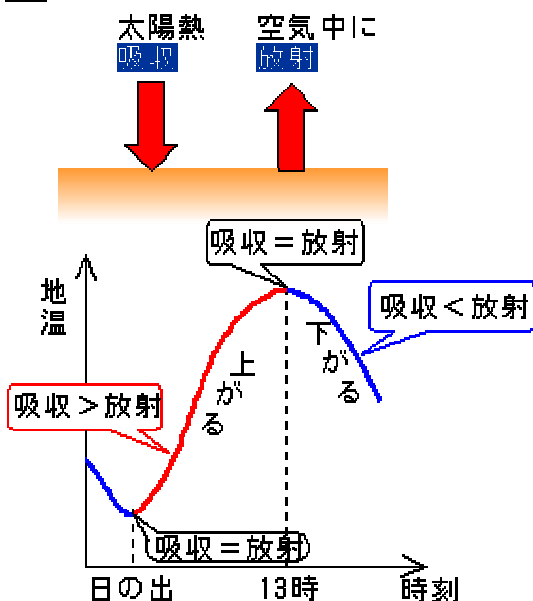 太陽熱
吸収
空気中に
放射
吸収＝放射
地温
吸収＜放射
上がる
下がる
吸収＞放射
吸収＝放射
日の出
13時
時刻